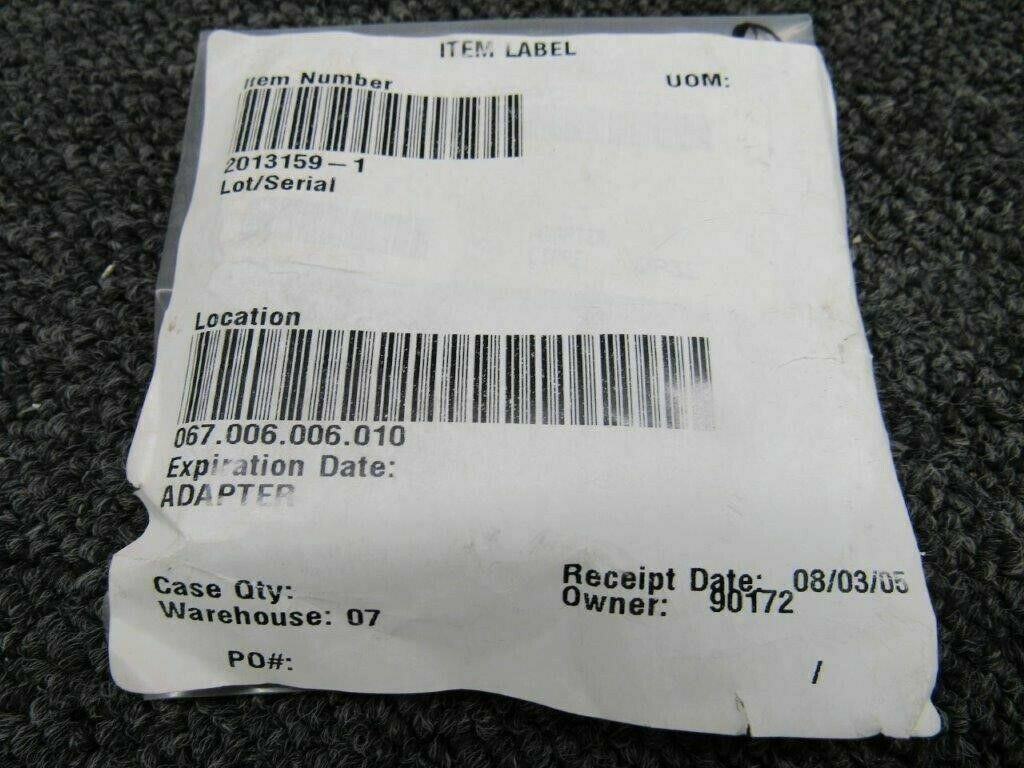 ITEM LABEL
Item Number UOM:
2013159-1
Lot/Serial
Location
067.006.006.010
Expiration Date:
ADAPTER
Case Qty: Receipt Date: 08/03/05
Warehouse: 07 Owner: 90172
PO#: /